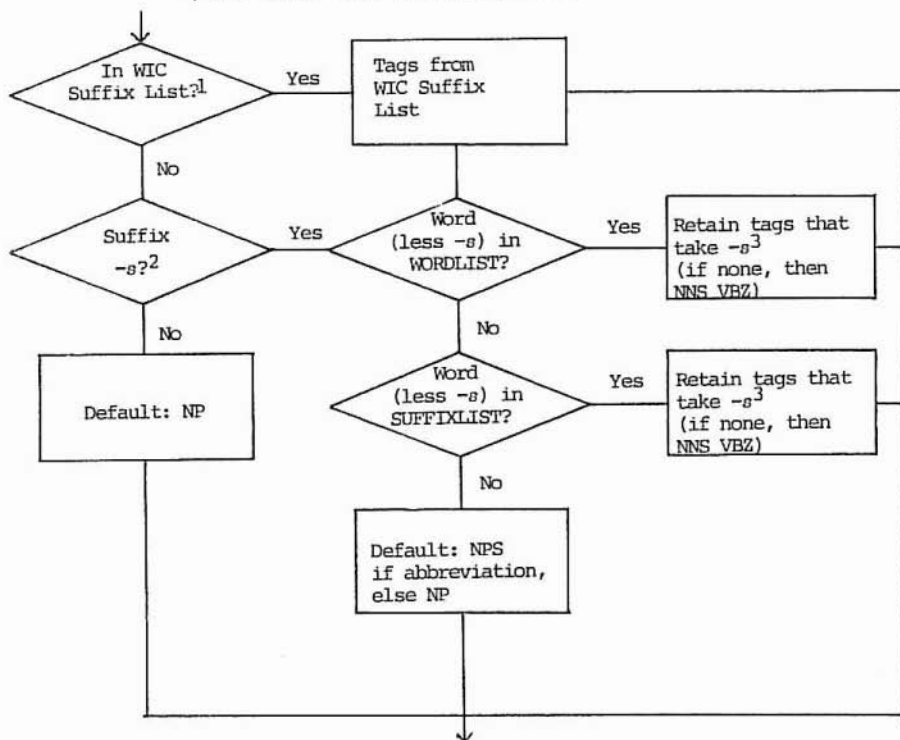 In WIC
Suffix List?1
Yes
Tags from
WIC Suffix
List
No
Suffix
-s?2
Yes
Word
(less -s) in
WORDLIST?
Yes
Retain tags that
take -s3
(if none, then
NNS VBZ)
No
No
Default: NP
Word
(less -s) in
SUFFIXLIST?
Yes
Retain tags that
take -s3
(if none, then
NNS VBZ)
No
Default: NPS
if abbreviation,
else NP